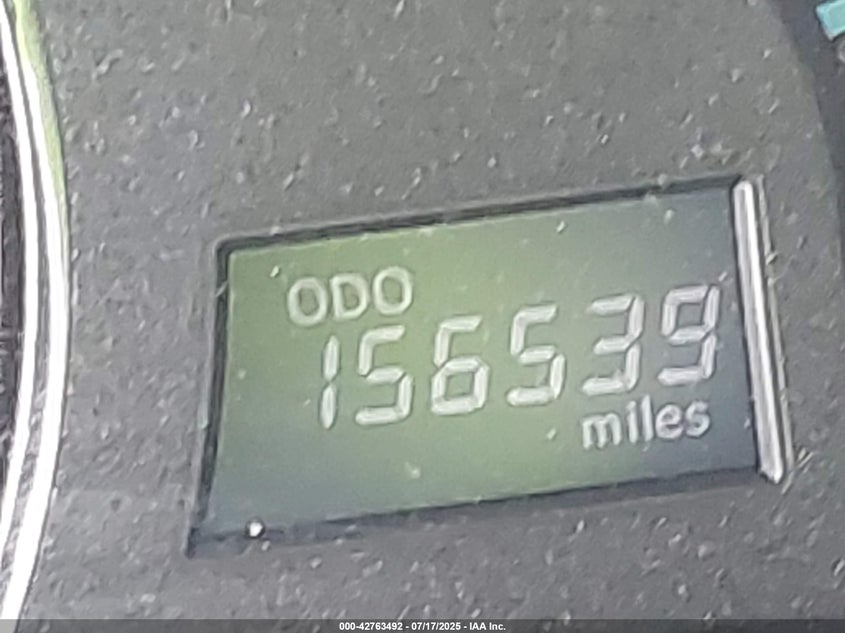 ODO
156539
miles
000-42763492 - 07/17/2025 - IAA Inc.